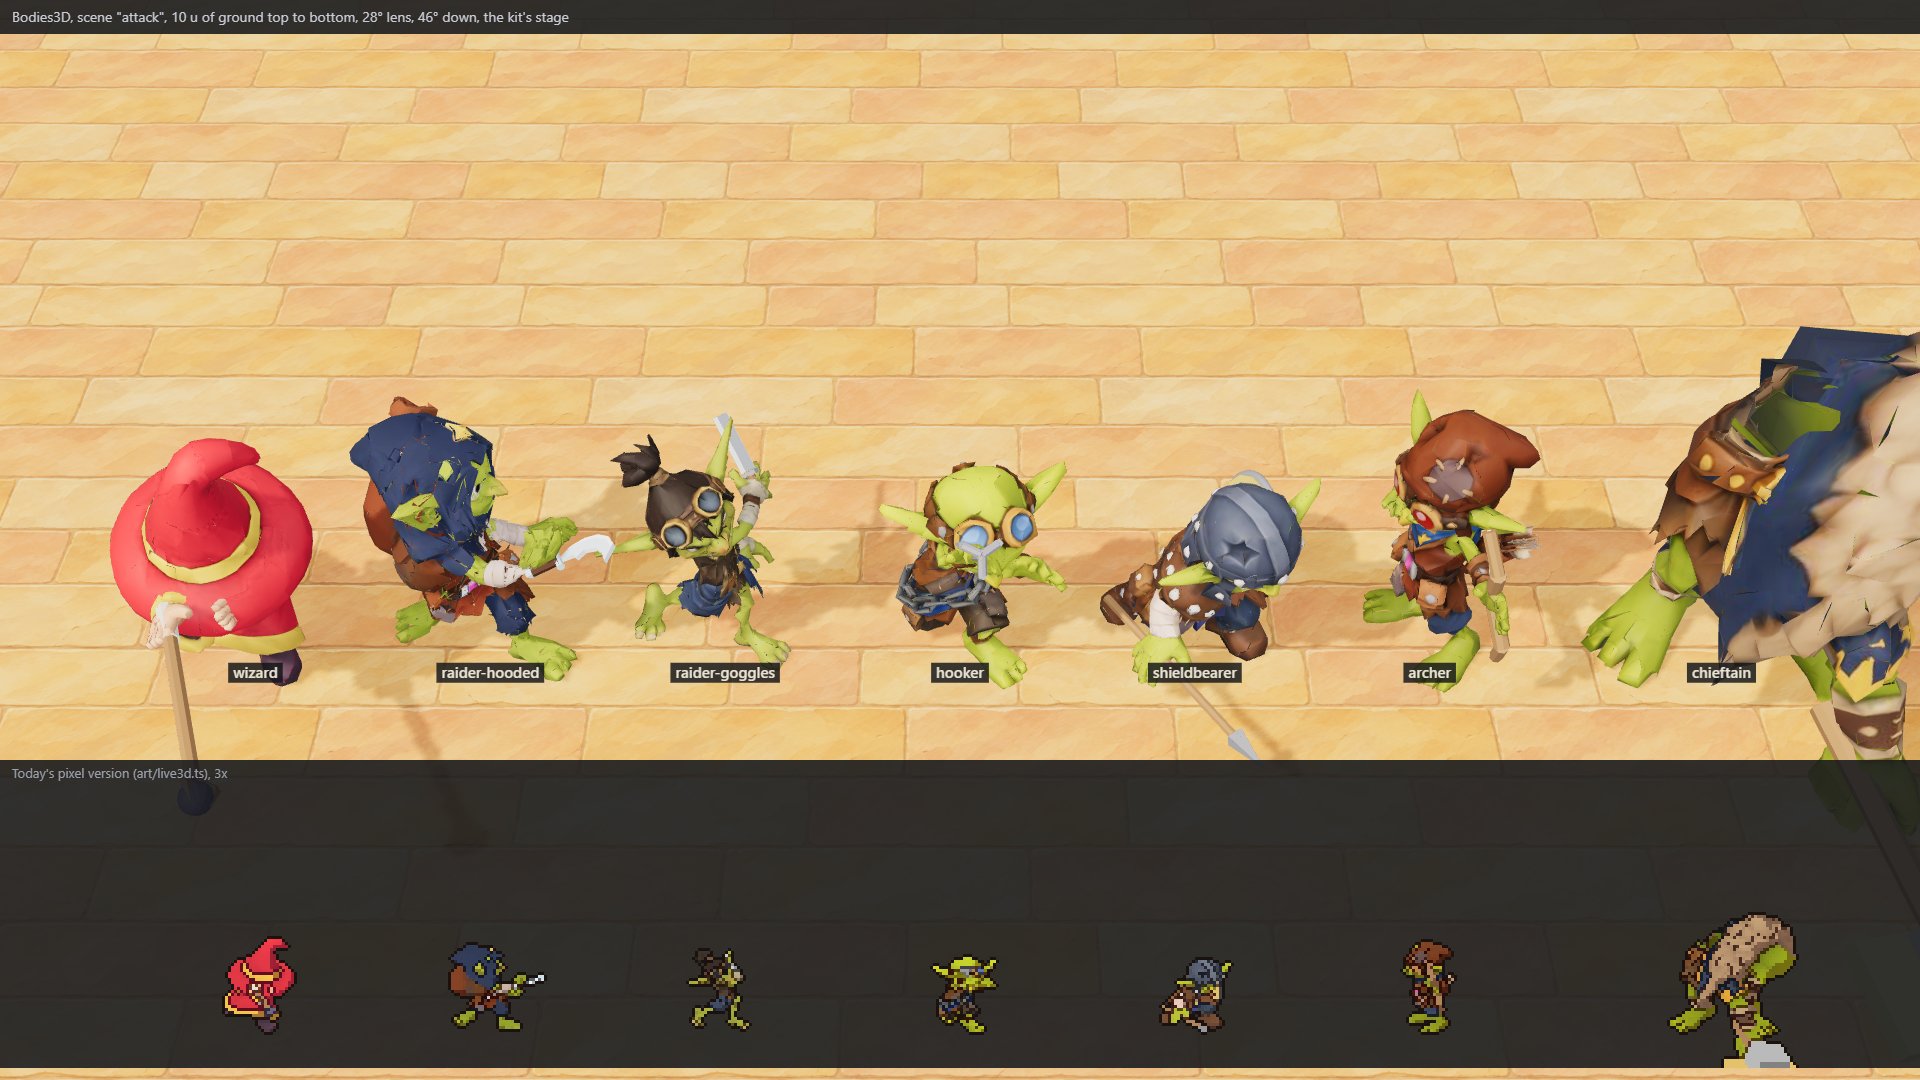 Bodies3D, scene "attack", 10 u of ground top to bottom, 28° lens, 46° down, the kit's stage
wizard
raider-hooded
raider-goggles
hooker
shieldbearer
archer
chieftain
Today's pixel version (art/live3d.ts), 3x